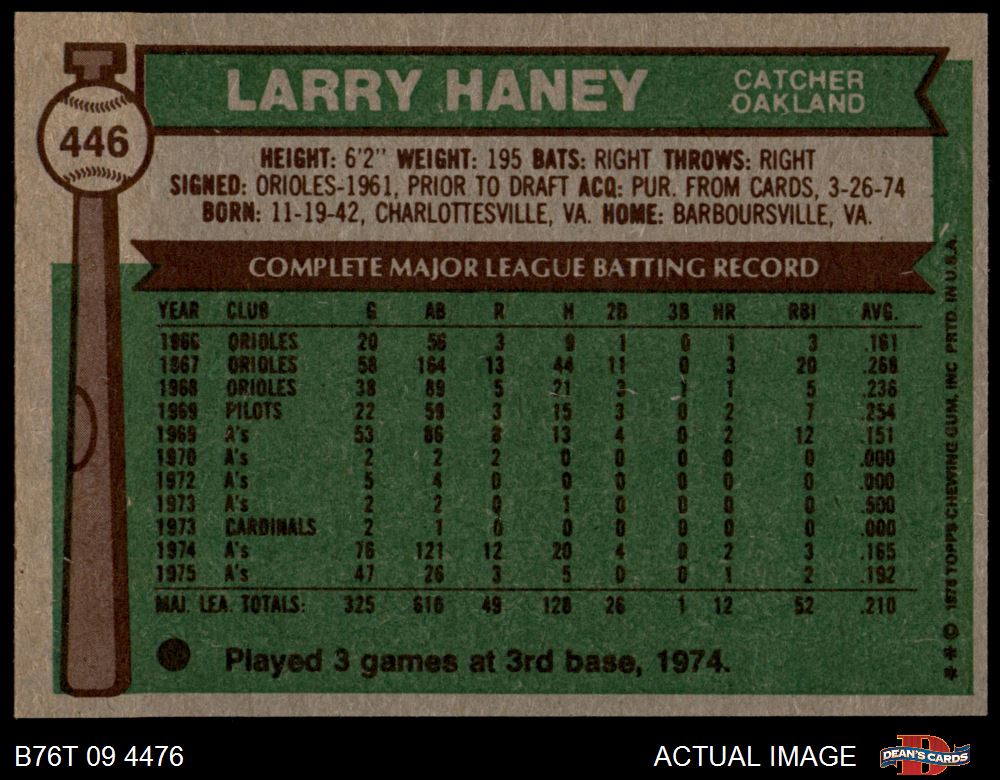 446
LARRY HANEY
CATCHER
OAKLAND
HEIGHT: 6'2" WEIGHT: 195 BATS: RIGHT THROWS: RIGHT
SIGNED: ORIOLES-1961, PRIOR TO DRAFT ACQ: PUR. FROM CARDS, 3-26-74
BORN: 11-19-42, CHARLOTTESVILLE, VA. HOME: BARBOURSVILLE, VA.
COMPLETE MAJOR LEAGUE BATTING RECORD
YEAR CLUB G AB R H 2B 3B HR RBI AVG.
1966 ORIOLES 20 56 3 9 1 0 1 3 .161
1967 ORIOLES 58 164 13 44 11 0 3 20 .268
1968 ORIOLES 38 89 5 21 3 1 1 5 .236
1969 PILOTS 22 59 3 15 3 0 2 7 .254
1969 A's 53 86 8 13 4 0 2 12 .151
1970 A's 2 2 2 0 0 0 0 0 .000
1972 A's 5 4 0 0 0 0 0 0 .000
1973 A's 2 2 0 1 0 0 0 0 .500
1973 CARDINALS 2 1 0 0 0 0 0 0 .000
1974 A's 76 121 12 20 4 0 2 3 .165
1975 A's 47 26 3 5 0 0 1 2 .192
MAJ. LEA. TOTALS: 325 610 49 128 26 1 12 52 .210
Played 3 games at 3rd base, 1974.
* * © 1976 TOPPS CHEWING GUM, INC PRTD. IN U.S.A.
B76T 09 4476
ACTUAL IMAGE
DEAN'S CARDS